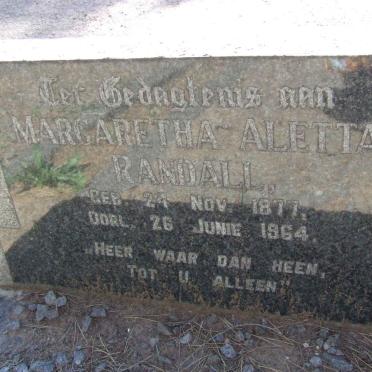 Ter Gedagtenis aan
MARGARETHA ALETTA
RANDALL,
GEB. 24 NOV. 1877.
OORL. 26 JUNIE 1964.
„HEER WAAR DAN HEEN,
TOT U ALLEEN"